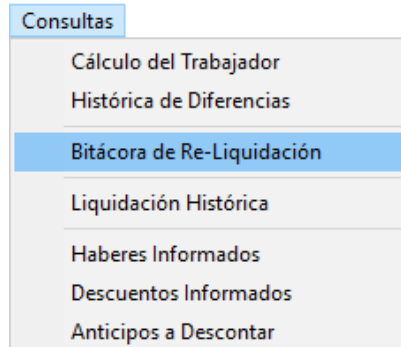 Consultas
Cálculo del Trabajador
Histórica de Diferencias
Bitácora de Re-Liquidación
Liquidación Histórica
Haberes Informados
Descuentos Informados
Anticipos a Descontar